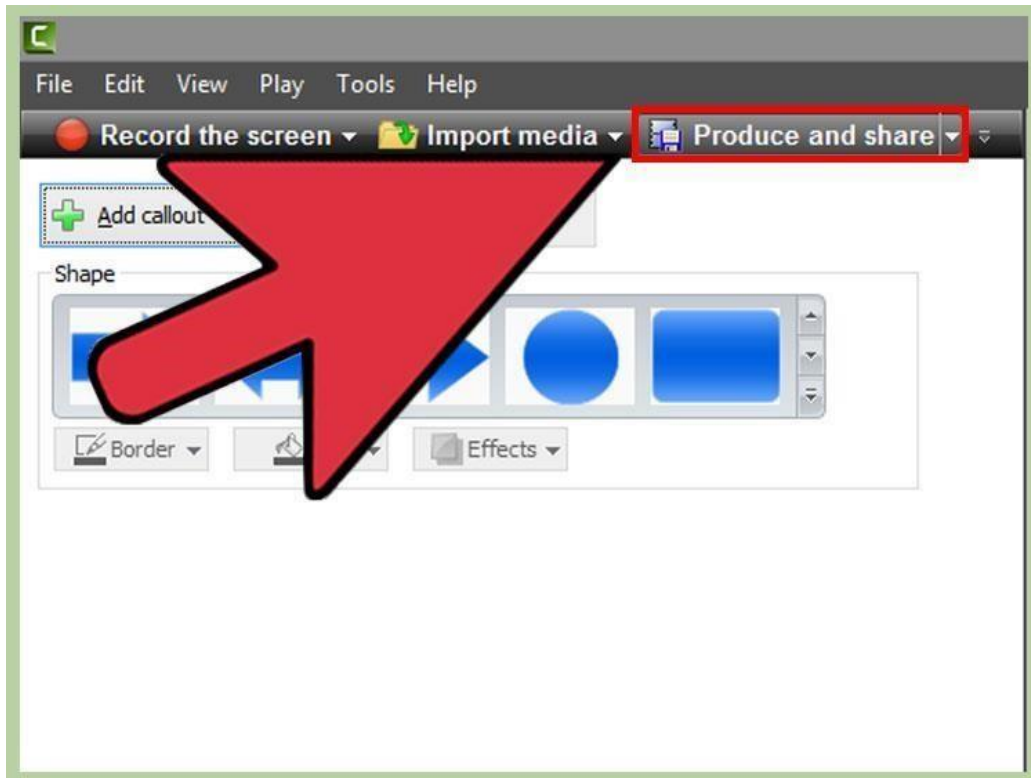 File Edit View Play Tools Help
Record the screen Import media Produce and share
Add callout
Shape
Border Effects